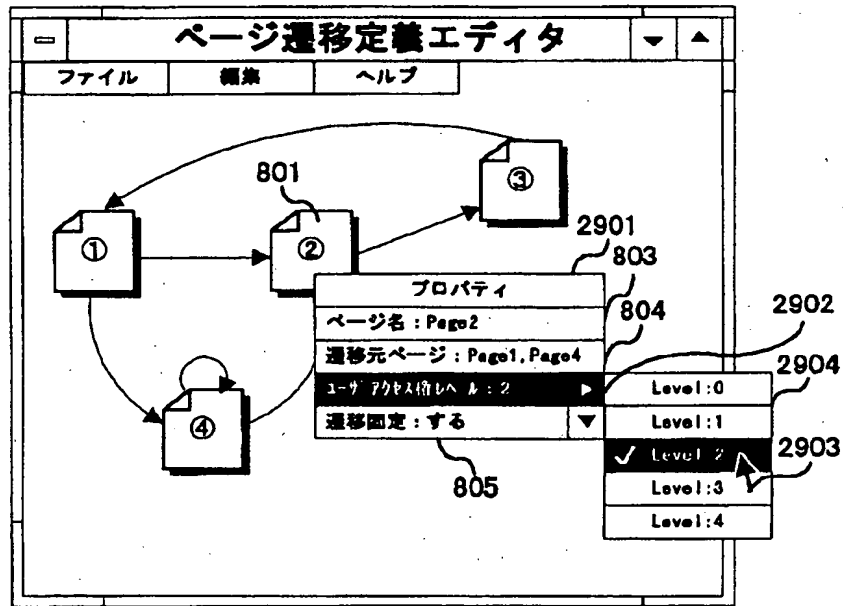 ページ遷移定義エディタ
ファイル 編集 ヘルプ
③
801
① ②
2901
プロパティ
803
ページ名：Page2
804
遷移元ページ：Page1,Page4
2902
ユーザアクセス権レベル：2
Level:0
2904
④
遷移固定：する
Level:1
Level:2
2903
805
Level:3
Level:4